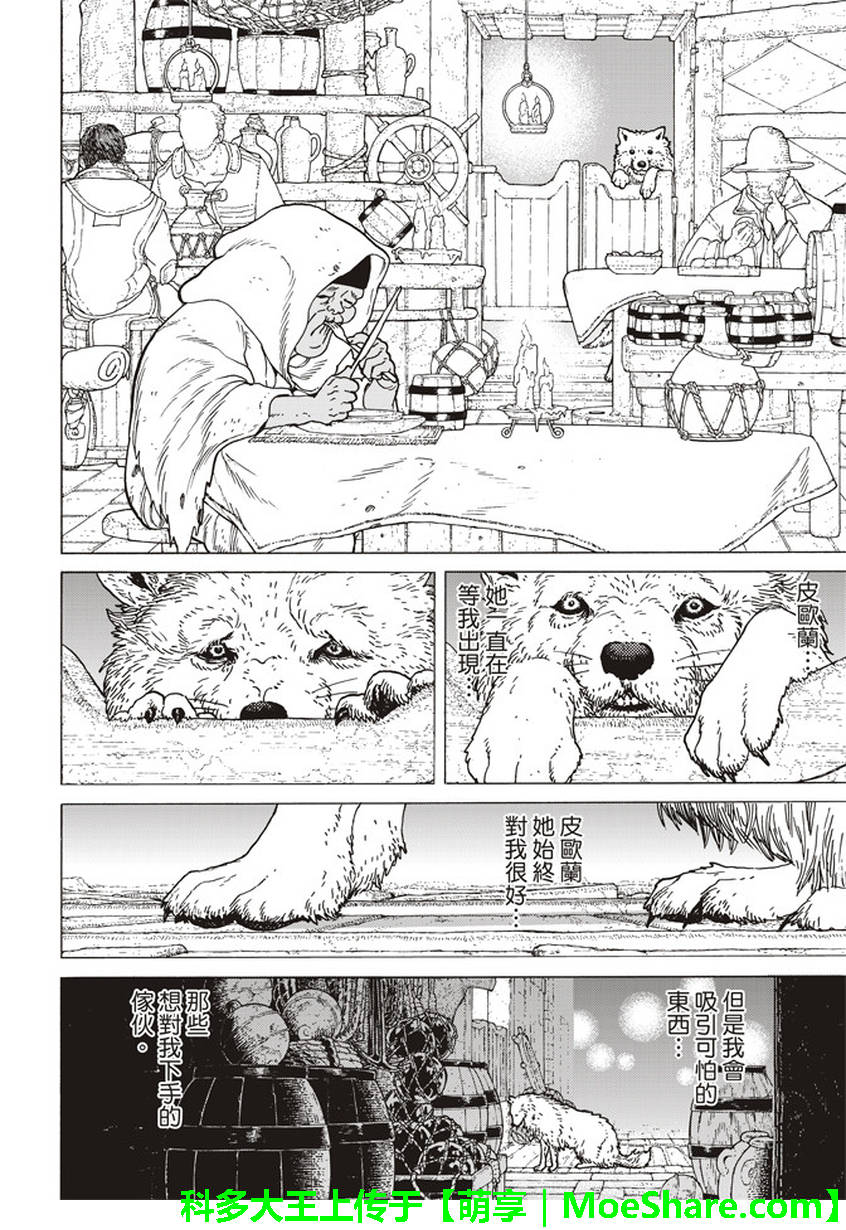 皮歐蘭…
她一直在
等我出現…
皮歐蘭
她始終
對我很好…
但是我會
吸引可怕的
東西…
那些
想對我下手的
傢伙。
科多大王上传于【萌享｜MoeShare.com】